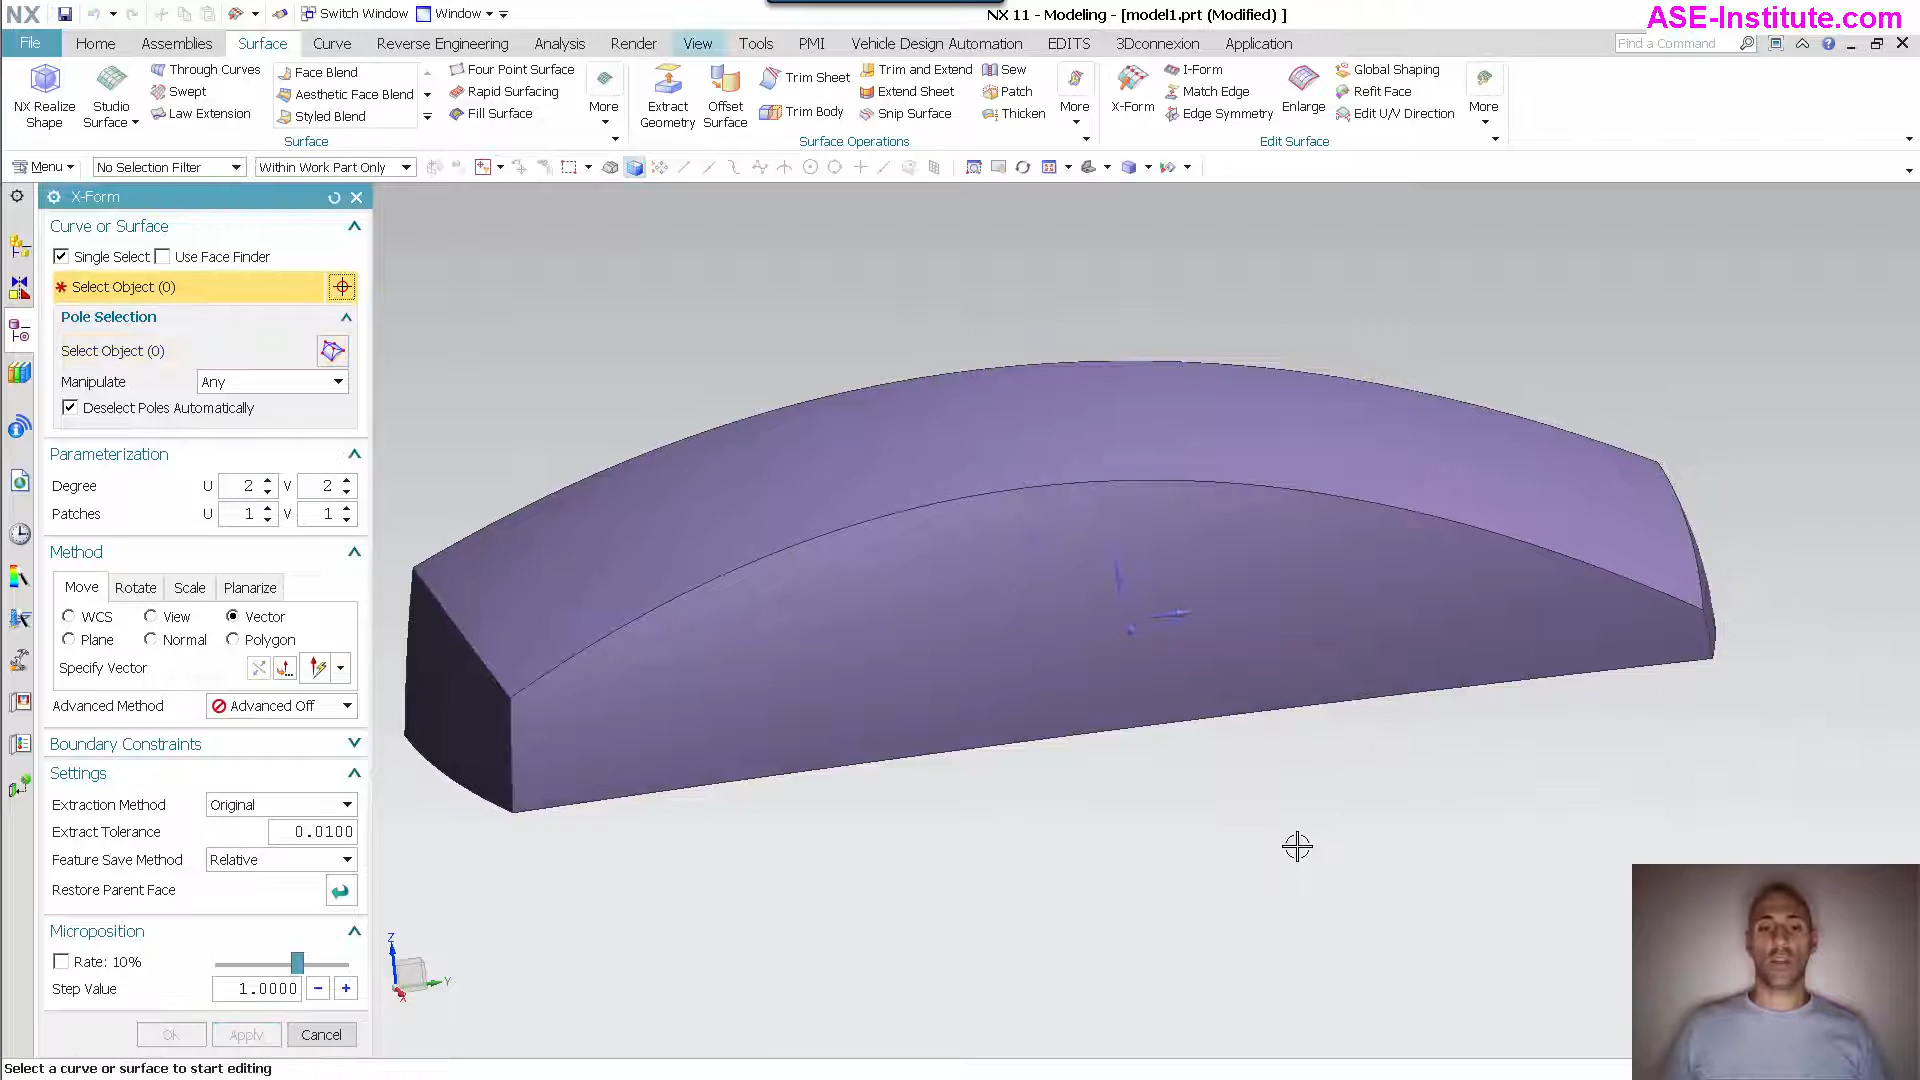 NX Switch Window Window NX 11 - Modeling - [model1.prt (Modified) ] ASE-Institute.com
File Home Assemblies Surface Curve Reverse Engineering Analysis Render View Tools PMI Vehicle Design Automation EDITS 3Dconnexion Application Find a Command
NX Realize Shape
Studio Surface
Through Curves
Swept
Law Extension
Face Blend
Aesthetic Face Blend
Styled Blend
Four Point Surface
Rapid Surfacing
Fill Surface
More
Surface
Extract Geometry
Offset Surface
Trim Sheet
Trim Body
Trim and Extend
Extend Sheet
Snip Surface
Sew
Patch
Thicken
More
Surface Operations
X-Form
I-Form
Match Edge
Edge Symmetry
Enlarge
Global Shaping
Refit Face
Edit U/V Direction
More
Edit Surface
Menu No Selection Filter Within Work Part Only
X-Form
Curve or Surface
Single Select Use Face Finder
* Select Object (0)
Pole Selection
Select Object (0)
Manipulate Any
Deselect Poles Automatically
Parameterization
Degree U 2 V 2
Patches U 1 V 1
Method
Move Rotate Scale Planarize
WCS View Vector
Plane Normal Polygon
Specify Vector
Advanced Method Advanced Off
Boundary Constraints
Settings
Extraction Method Original
Extract Tolerance 0.0100
Feature Save Method Relative
Restore Parent Face
Microposition
Rate: 10%
Step Value 1.0000 - +
Ok Apply Cancel
Z
Y
X
Select a curve or surface to start editing